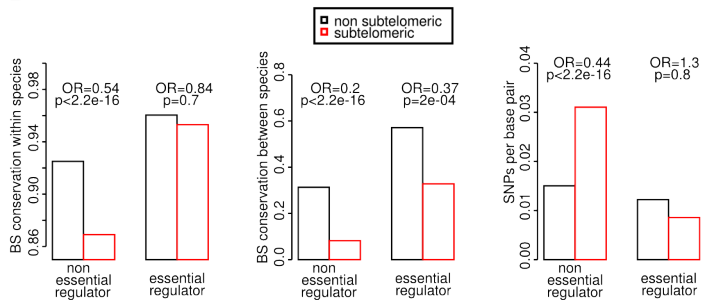 non subtelomeric
subtelomeric
BS conservation within species
0.86
0.90
0.94
0.98
OR=0.54
p<2.2e-16
OR=0.84
p=0.7
non
essential
regulator
essential
regulator
BS conservation between species
0.0
0.2
0.4
0.6
0.8
OR=0.2
p<2.2e-16
OR=0.37
p=2e-04
non
essential
regulator
essential
regulator
SNPs per base pair
0.00
0.01
0.02
0.03
0.04
OR=0.44
p<2.2e-16
OR=1.3
p=0.8
non
essential
regulator
essential
regulator